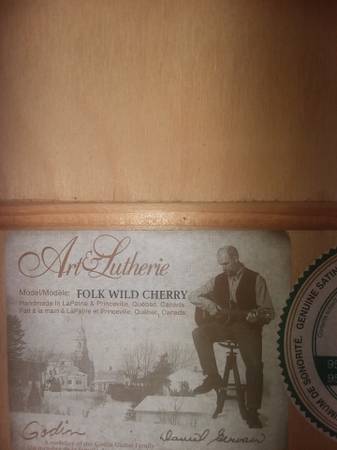 Art & Lutherie
Model/Modèle: FOLK WILD CHERRY
Handmade in LaPatrie & Princeville, Québec, Canada
Fait à la main à LaPatrie et Princeville, Québec, Canada
Godin
A member of the Godin Guitar Family
Daniel Gervais
MUM DE SONORITÉ. GENUINE SATIN